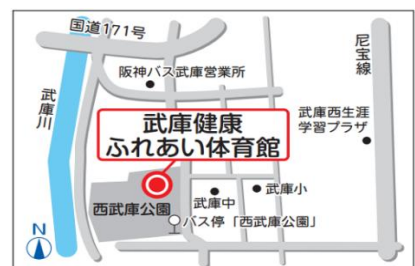 国道171号
尼宝線
阪神バス武庫営業所
武庫川
武庫健康
ふれあい体育館
武庫西生涯
学習プラザ
西武庫公園
武庫中
武庫小
バス停「西武庫公園」
N